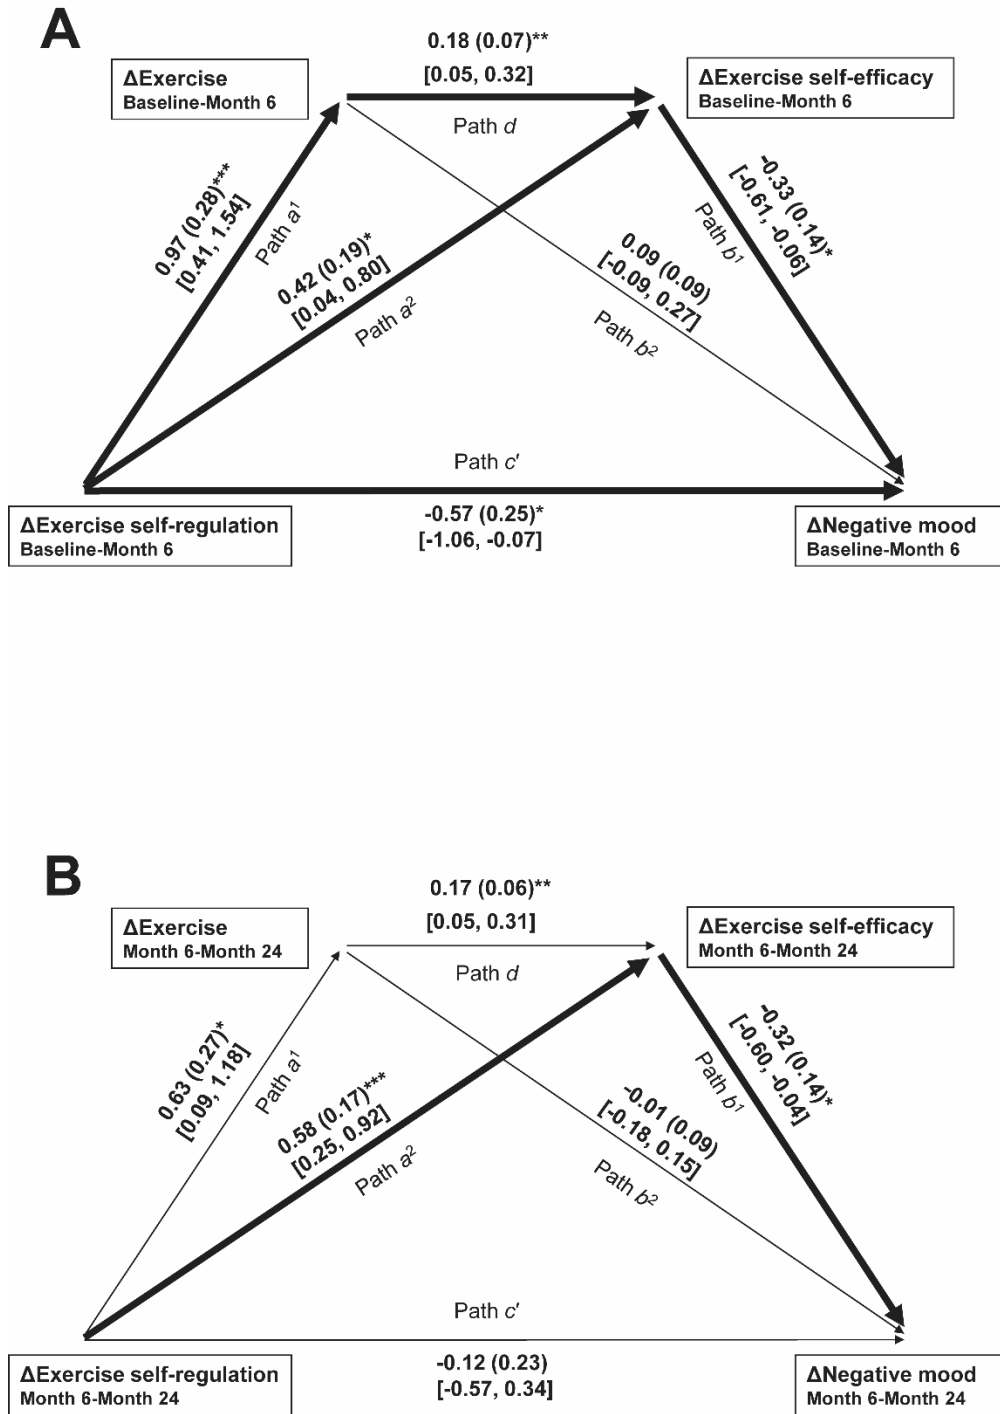 A
0.18 (0.07)**
[0.05, 0.32]
ΔExercise
Baseline-Month 6
ΔExercise self-efficacy
Baseline-Month 6
Path d
0.97 (0.28)***
[0.41, 1.54]
Path a¹
0.42 (0.19)*
[0.04, 0.80]
Path a²
0.09 (0.09)
[-0.09, 0.27]
Path b²
-0.33 (0.14)*
[-0.61, -0.06]
Path b¹
Path c′
-0.57 (0.25)*
[-1.06, -0.07]
ΔExercise self-regulation
Baseline-Month 6
ΔNegative mood
Baseline-Month 6
B
0.17 (0.06)**
[0.05, 0.31]
ΔExercise
Month 6-Month 24
ΔExercise self-efficacy
Month 6-Month 24
Path d
0.63 (0.27)*
[0.09, 1.18]
Path a¹
0.58 (0.17)***
[0.25, 0.92]
Path a²
-0.01 (0.09)
[-0.18, 0.15]
Path b²
-0.32 (0.14)*
[-0.60, -0.04]
Path b¹
Path c′
-0.12 (0.23)
[-0.57, 0.34]
ΔExercise self-regulation
Month 6-Month 24
ΔNegative mood
Month 6-Month 24